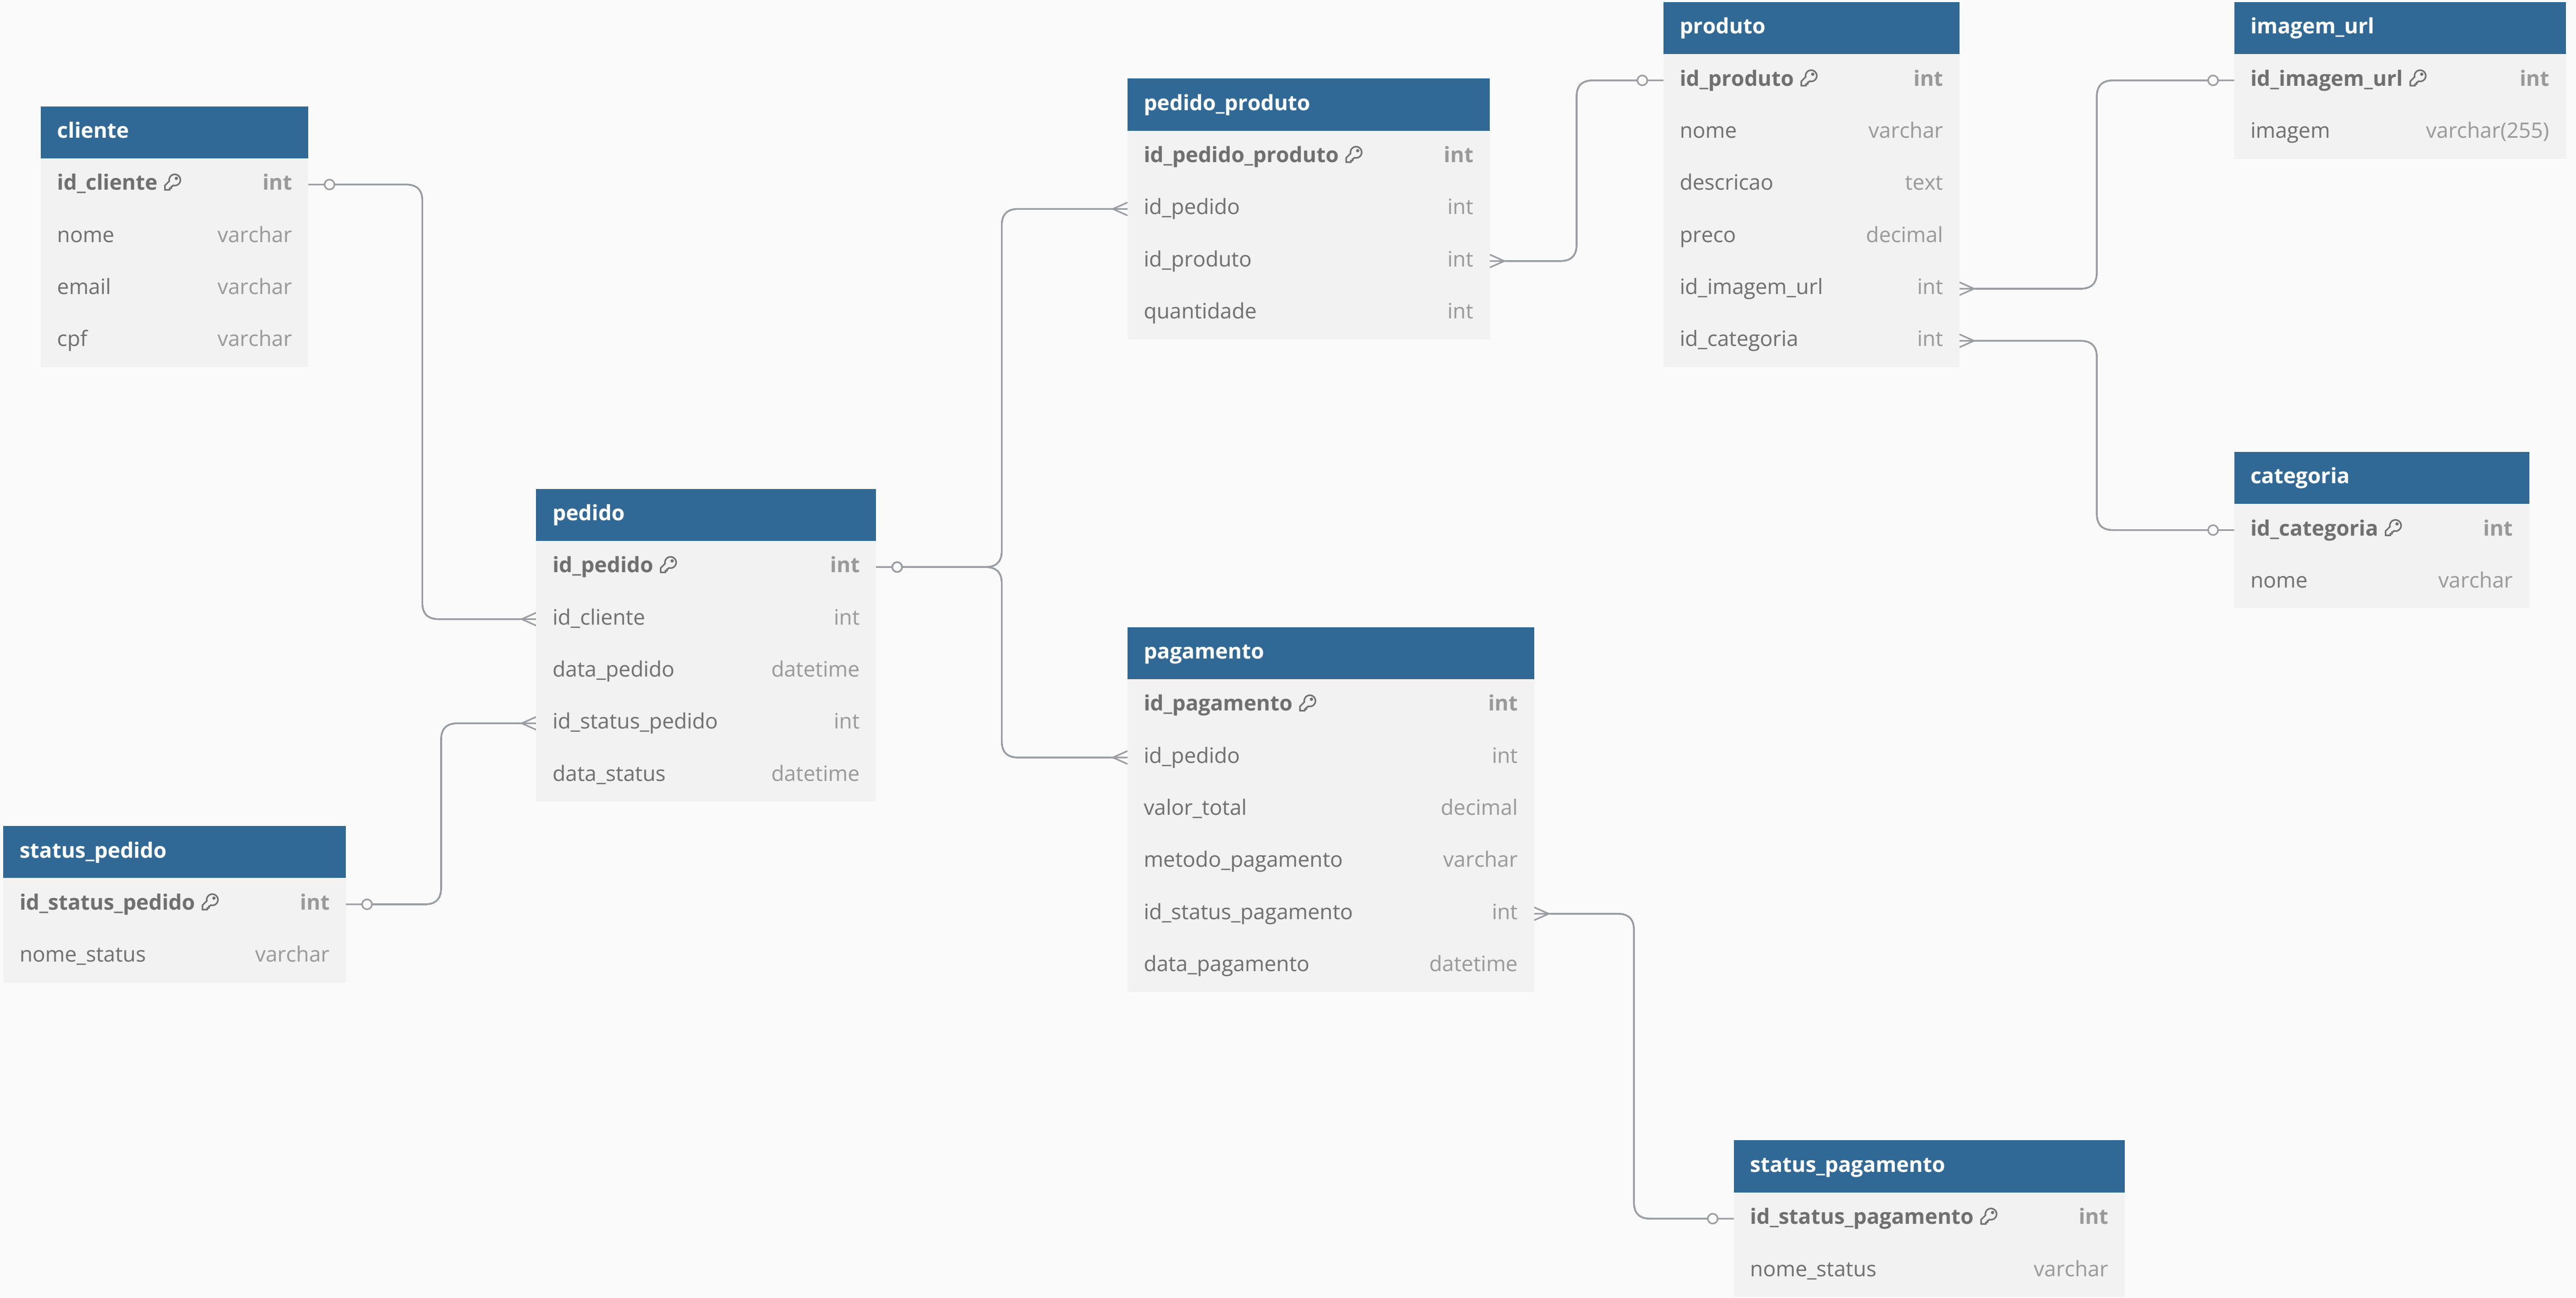 cliente
id_cliente int
nome varchar
email varchar
cpf varchar
status_pedido
id_status_pedido int
nome_status varchar
pedido
id_pedido int
id_cliente int
data_pedido datetime
id_status_pedido int
data_status datetime
pedido_produto
id_pedido_produto int
id_pedido int
id_produto int
quantidade int
pagamento
id_pagamento int
id_pedido int
valor_total decimal
metodo_pagamento varchar
id_status_pagamento int
data_pagamento datetime
produto
id_produto int
nome varchar
descricao text
preco decimal
id_imagem_url int
id_categoria int
status_pagamento
id_status_pagamento int
nome_status varchar
imagem_url
id_imagem_url int
imagem varchar(255)
categoria
id_categoria int
nome varchar